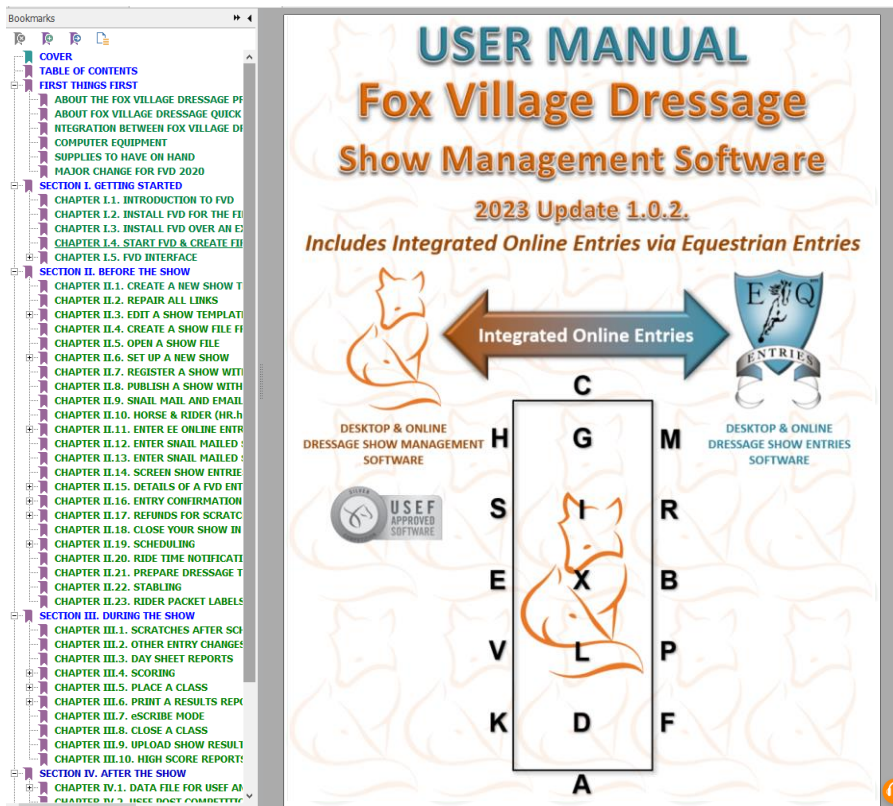 Bookmarks
COVER
TABLE OF CONTENTS
FIRST THINGS FIRST
ABOUT THE FOX VILLAGE DRESSAGE PR
ABOUT FOX VILLAGE DRESSAGE QUICK
NTEGRATION BETWEEN FOX VILLAGE DR
COMPUTER EQUIPMENT
SUPPLIES TO HAVE ON HAND
MAJOR CHANGE FOR FVD 2020
SECTION I. GETTING STARTED
CHAPTER I.1. INTRODUCTION TO FVD
CHAPTER I.2. INSTALL FVD FOR THE FI
CHAPTER I.3. INSTALL FVD OVER AN E
CHAPTER I.4. START FVD & CREATE FI
CHAPTER I.5. FVD INTERFACE
SECTION II. BEFORE THE SHOW
CHAPTER II.1. CREATE A NEW SHOW T
CHAPTER II.2. REPAIR ALL LINKS
CHAPTER II.3. EDIT A SHOW TEMPLATI
CHAPTER II.4. CREATE A SHOW FILE F
CHAPTER II.5. OPEN A SHOW FILE
CHAPTER II.6. SET UP A NEW SHOW
CHAPTER II.7. REGISTER A SHOW WIT
CHAPTER II.8. PUBLISH A SHOW WITH
CHAPTER II.9. SNAIL MAIL AND EMAIL
CHAPTER II.10. HORSE & RIDER (HR.h
CHAPTER II.11. ENTER EE ONLINE ENTR
CHAPTER II.12. ENTER SNAIL MAILED
CHAPTER II.13. ENTER SNAIL MAILED
CHAPTER II.14. SCREEN SHOW ENTRIE
CHAPTER II.15. DETAILS OF A FVD ENT
CHAPTER II.16. ENTRY CONFIRMATION
CHAPTER II.17. REFUNDS FOR SCRATC
CHAPTER II.18. CLOSE YOUR SHOW IN
CHAPTER II.19. SCHEDULING
CHAPTER II.20. RIDE TIME NOTIFICATI
CHAPTER II.21. PREPARE DRESSAGE T
CHAPTER II.22. STABLING
CHAPTER II.23. RIDER PACKET LABELS
SECTION III. DURING THE SHOW
CHAPTER III.1. SCRATCHES AFTER SCH
CHAPTER III.2. OTHER ENTRY CHANGES
CHAPTER III.3. DAY SHEET REPORTS
CHAPTER III.4. SCORING
CHAPTER III.5. PLACE A CLASS
CHAPTER III.6. PRINT A RESULTS REPO
CHAPTER III.7. eSCRIBE MODE
CHAPTER III.8. CLOSE A CLASS
CHAPTER III.9. UPLOAD SHOW RESULT
CHAPTER III.10. HIGH SCORE REPORTS
SECTION IV. AFTER THE SHOW
CHAPTER IV.1. DATA FILE FOR USEF AN
CHAPTER IV.2. USEF POST COMPETITIO
USER MANUAL
Fox Village Dressage
Show Management Software
2023 Update 1.0.2.
Includes Integrated Online Entries via Equestrian Entries
Integrated Online Entries
E Q
ENTRIES
DESKTOP & ONLINE
DRESSAGE SHOW MANAGEMENT
SOFTWARE
DESKTOP & ONLINE
DRESSAGE SHOW ENTRIES
SOFTWARE
SILVER
USEF
APPROVED
SOFTWARE
C
H G M
S I R
E X B
V L P
K D F
A